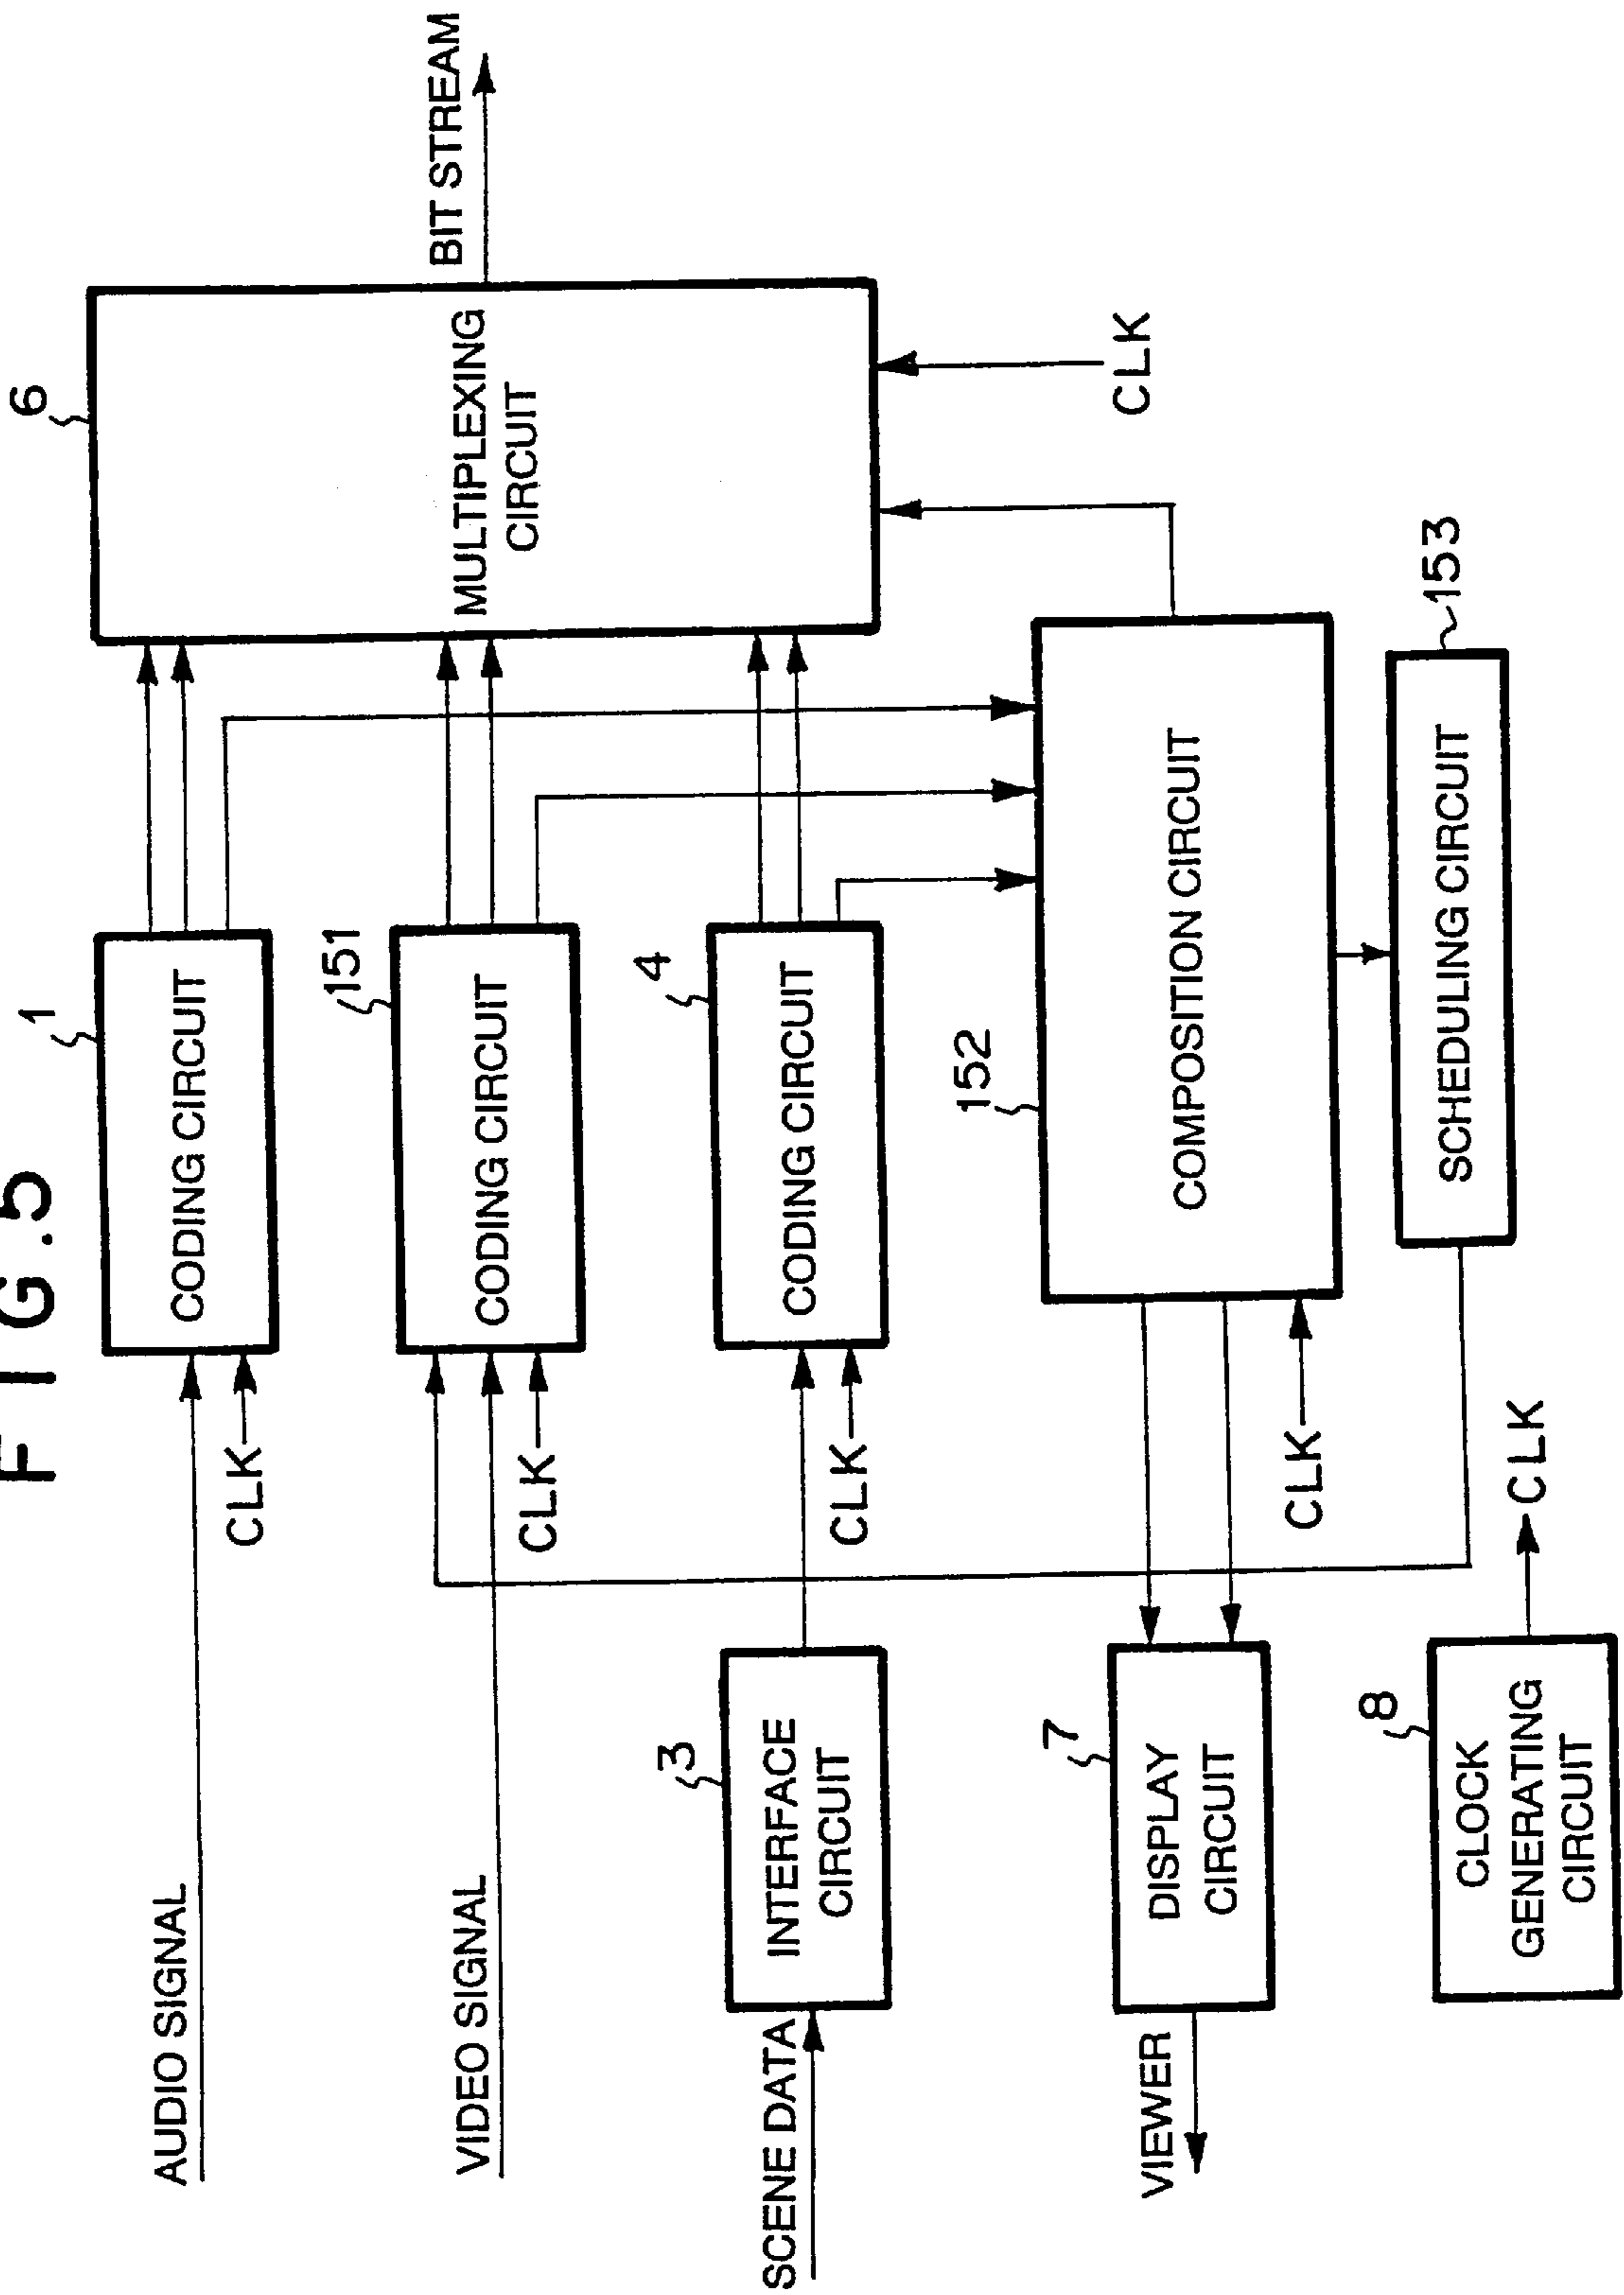 FIG.5
AUDIO SIGNAL
CLK
1
CODING CIRCUIT
6
MULTIPLEXING
CIRCUIT
BIT STREAM
VIDEO SIGNAL
CLK
151
CODING CIRCUIT
SCENE DATA
3
INTERFACE
CIRCUIT
CLK
4
CODING CIRCUIT
CLK
VIEWER
7
DISPLAY
CIRCUIT
CLK
152
COMPOSITION CIRCUIT
8
CLOCK
GENERATING
CIRCUIT
CLK
SCHEDULING CIRCUIT
153